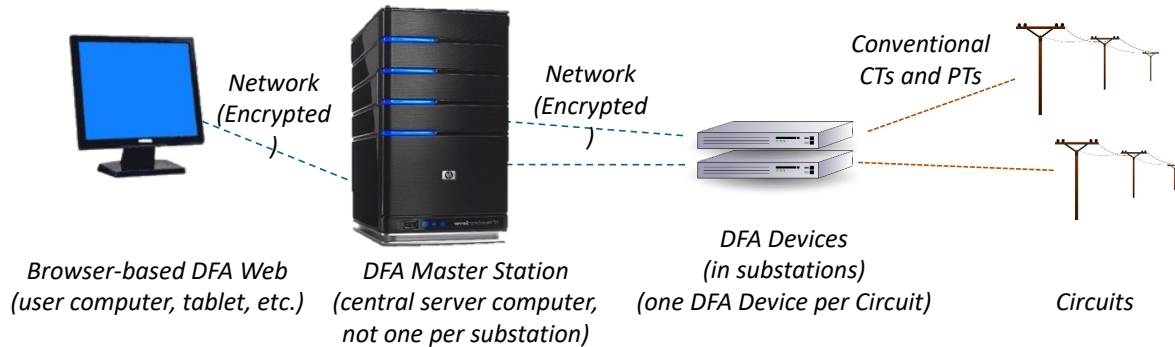 Network
(Encrypted
)
Network
(Encrypted
)
Conventional
CTs and PTs
Browser-based DFA Web
(user computer, tablet, etc.)
DFA Master Station
(central server computer,
not one per substation)
DFA Devices
(in substations)
(one DFA Device per Circuit)
Circuits
hp